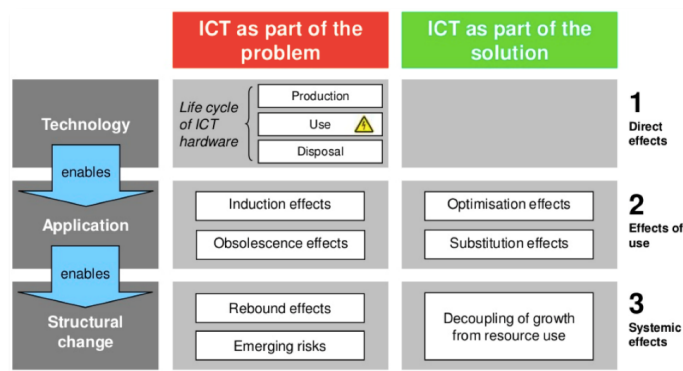 ICT as part of the
problem
ICT as part of the
solution
Technology
Life cycle
of ICT
hardware
Production
Use
Disposal
1
Direct
effects
enables
Application
Induction effects
Obsolescence effects
Optimisation effects
Substitution effects
2
Effects of
use
enables
Structural
change
Rebound effects
Emerging risks
Decoupling of growth
from resource use
3
Systemic
effects